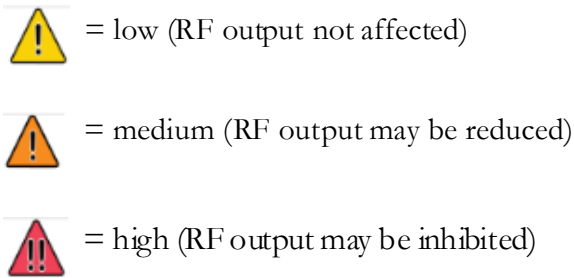 ! = low (RF output not affected)
! = medium (RF output may be reduced)
!! = high (RF output may be inhibited)